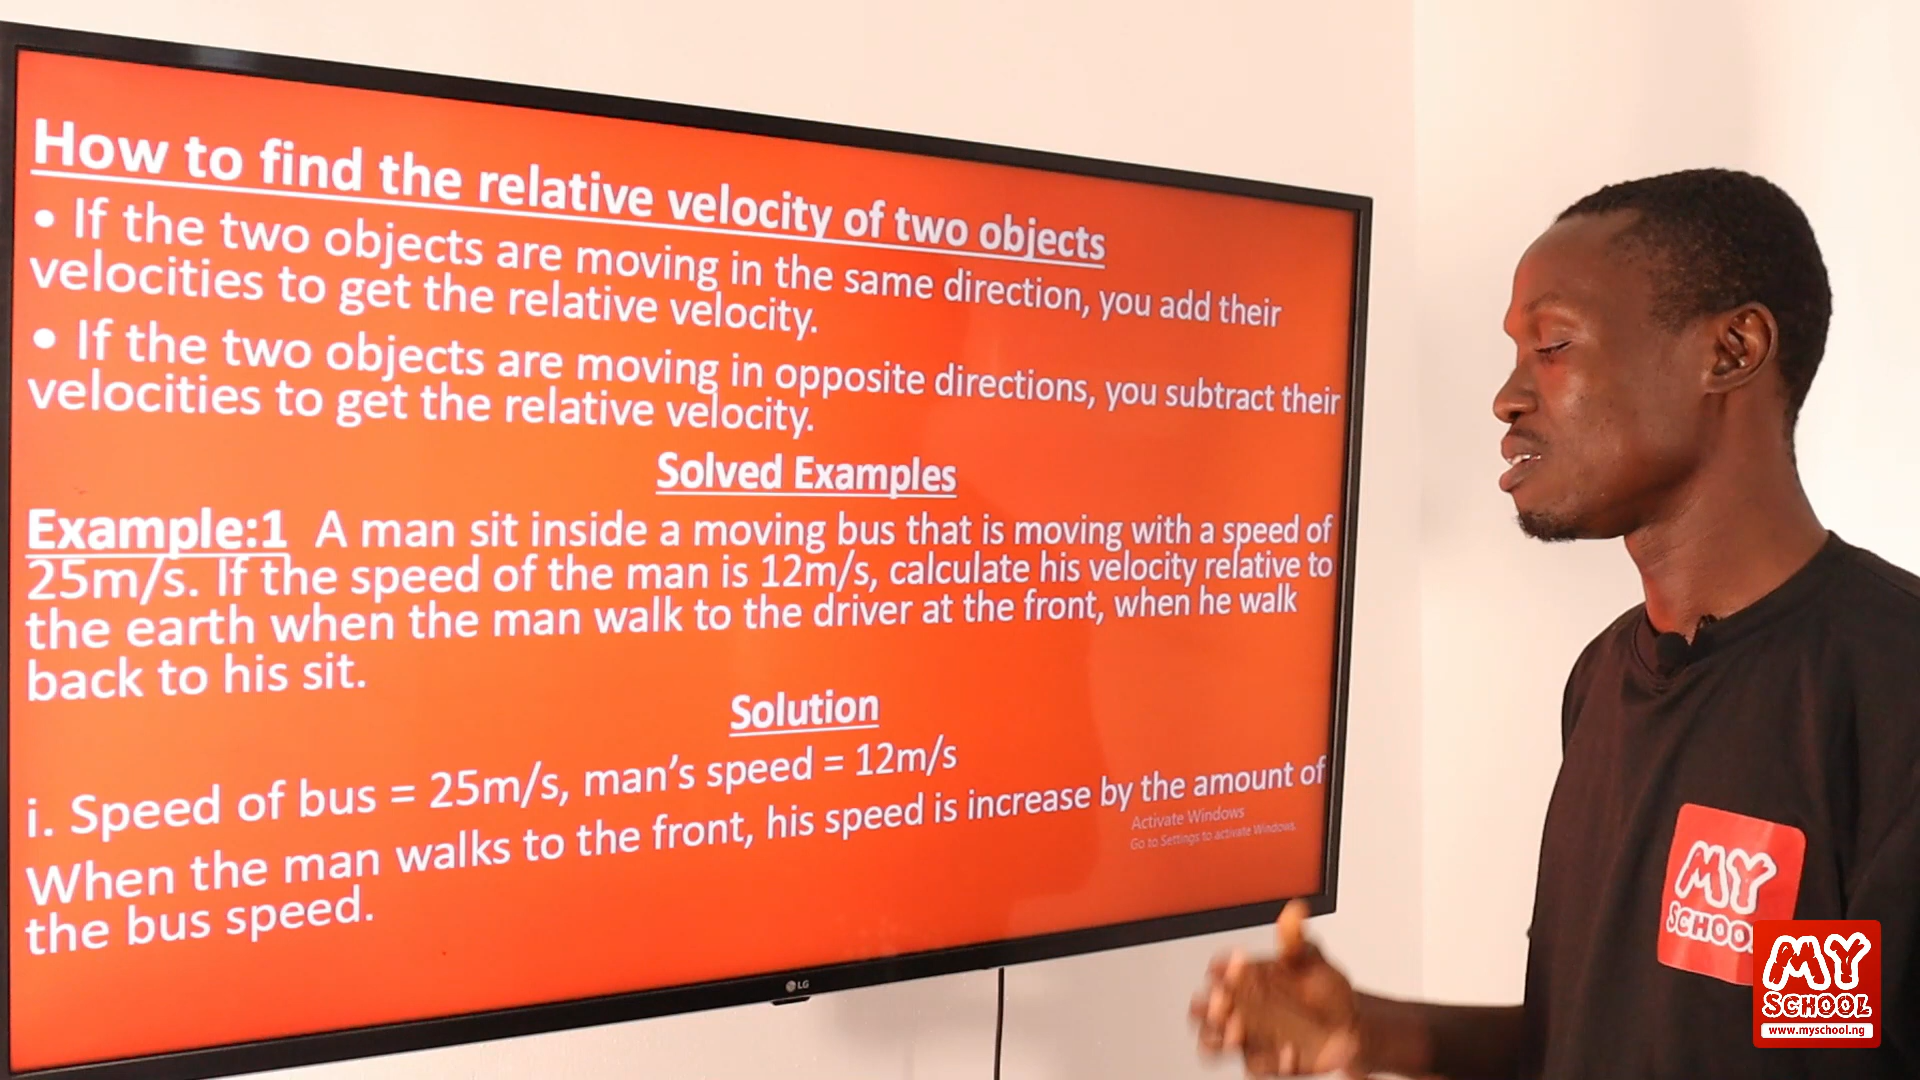 How to find the relative velocity of two objects
• If the two objects are moving in the same direction, you add their
velocities to get the relative velocity.
• If the two objects are moving in opposite directions, you subtract their
velocities to get the relative velocity.
Solved Examples
Example:1 A man sit inside a moving bus that is moving with a speed of
25m/s. If the speed of the man is 12m/s, calculate his velocity relative to
the earth when the man walk to the driver at the front, when he walk
back to his sit.
Solution
i. Speed of bus = 25m/s, man's speed = 12m/s
When the man walks to the front, his speed is increase by the amount of
the bus speed.
Activate Windows
Go to Settings to activate Windows.
LG
MY
SCHOO
MY
SCHOOL
www.myschool.ng